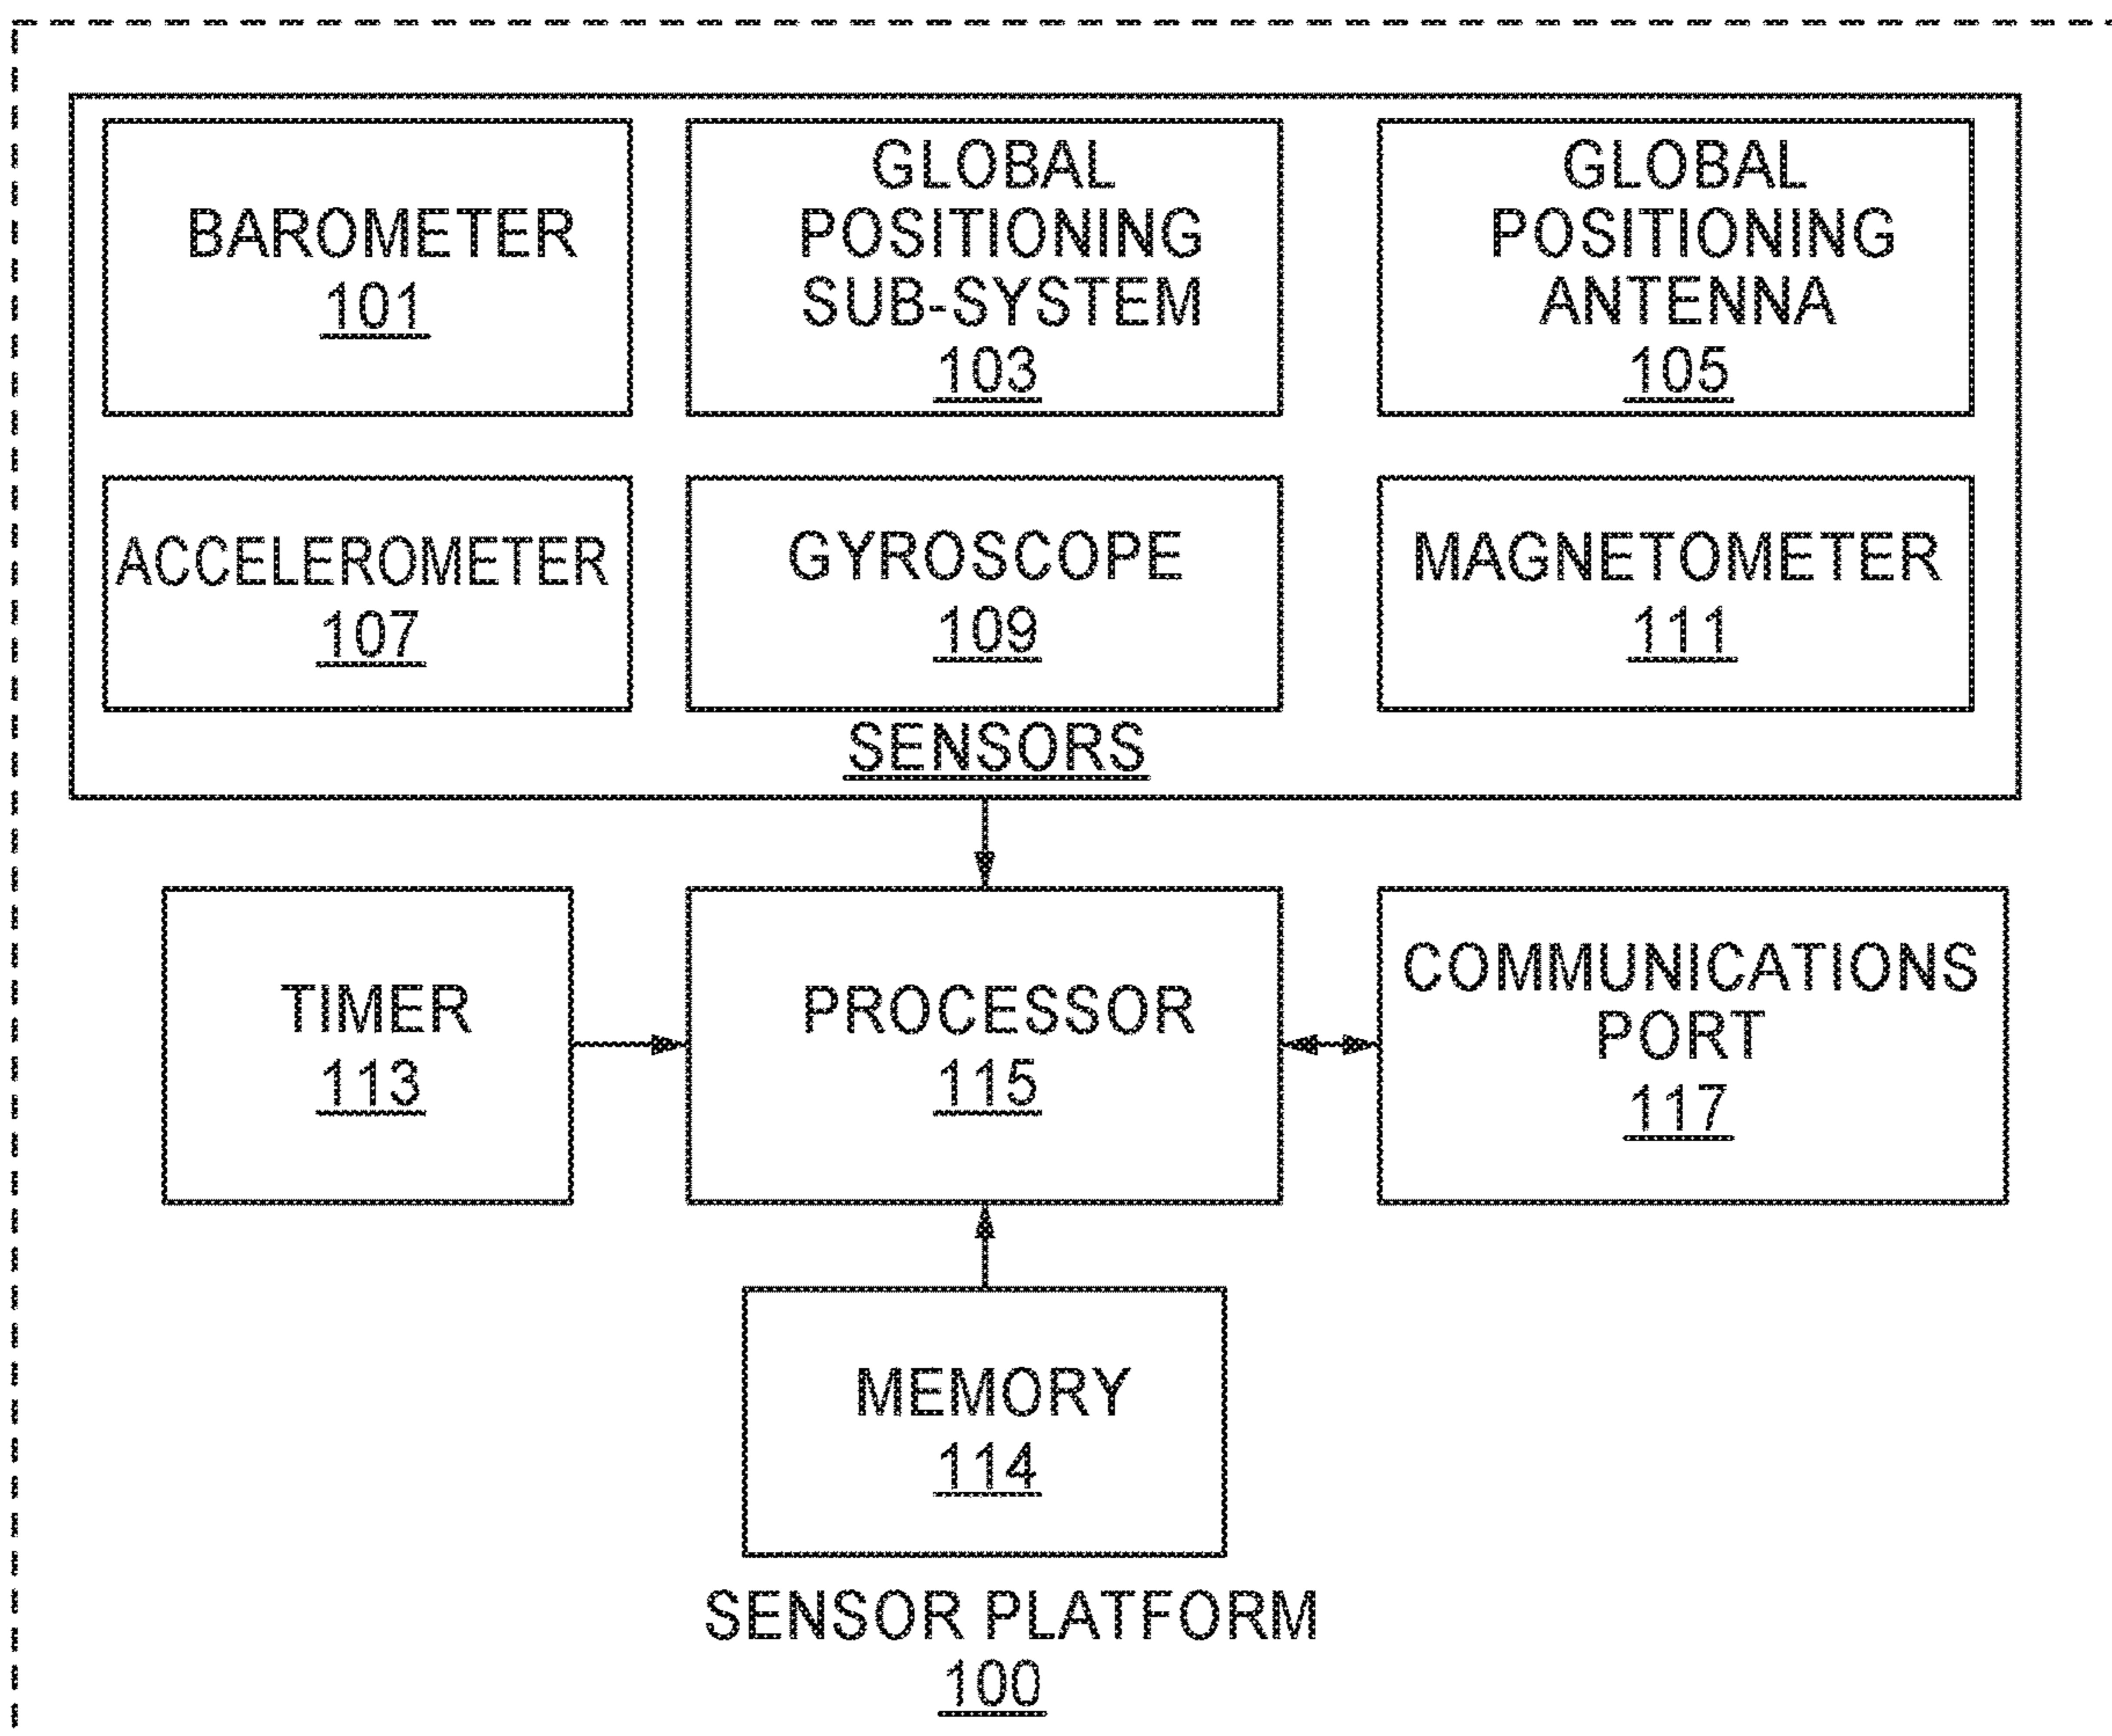 BAROMETER
101
GLOBAL
POSITIONING
SUB-SYSTEM
103
GLOBAL
POSITIONING
ANTENNA
105
ACCELEROMETER
107
GYROSCOPE
109
MAGNETOMETER
111
SENSORS
TIMER
113
PROCESSOR
115
COMMUNICATIONS
PORT
117
MEMORY
114
SENSOR PLATFORM
100